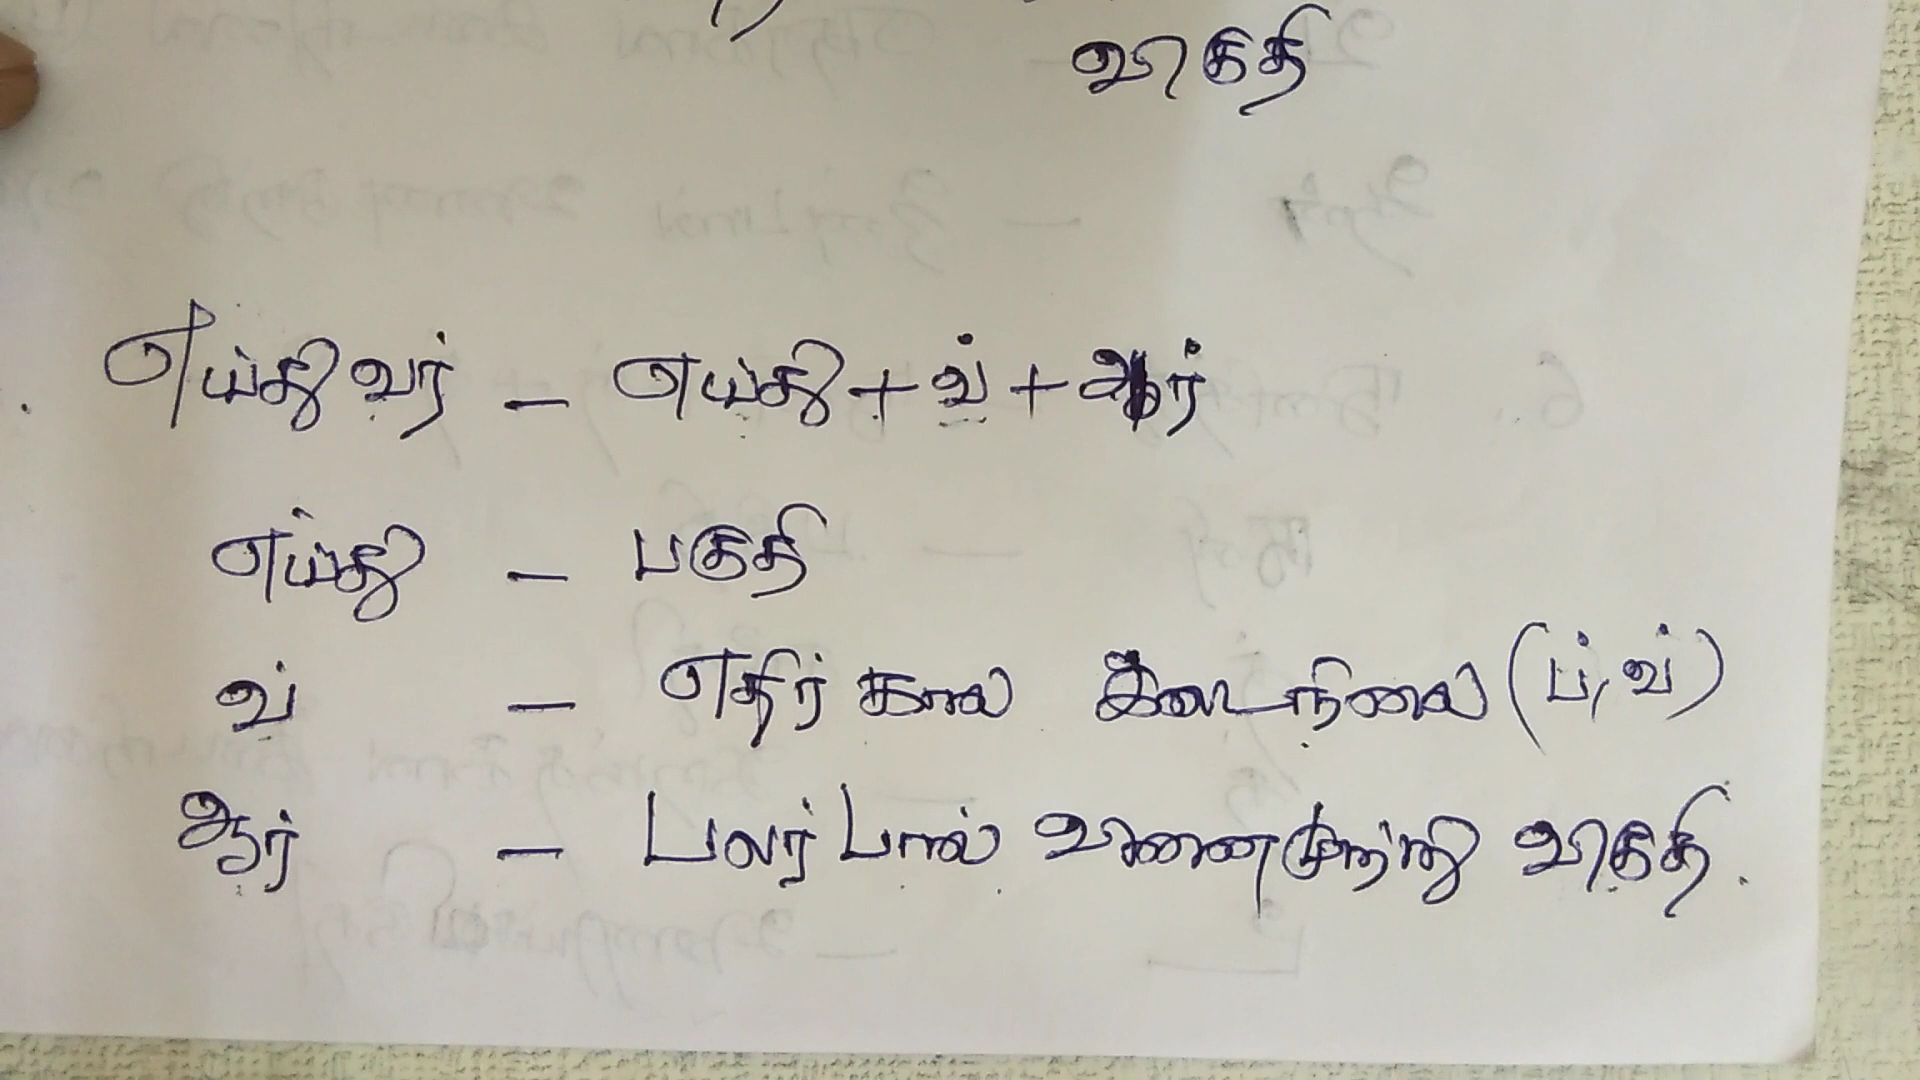 விகுதி
எய்துவர் – எய்து + வ் + ஆர்
எய்து – பகுதி
வ் – எதிர் கால இடைநிலை (ப், வ்)
ஆர் – பலர் பால் வினைமுற்று விகுதி.